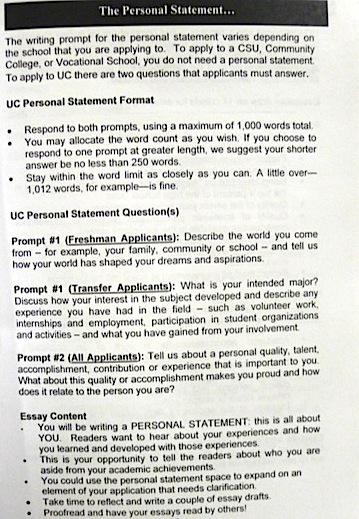 The Personal Statement...
The writing prompt for the personal statement varies depending on
the school that you are applying to. To apply to a CSU, Community
College, or Vocational School, you do not need a personal statement.
To apply to UC there are two questions that applicants must answer.
UC Personal Statement Format
• Respond to both prompts, using a maximum of 1,000 words total.
• You may allocate the word count as you wish. If you choose to
respond to one prompt at greater length, we suggest your shorter
answer be no less than 250 words.
• Stay within the word limit as closely as you can. A little over—
1,012 words, for example—is fine.
UC Personal Statement Question(s)
Prompt #1 (Freshman Applicants): Describe the world you come
from – for example, your family, community or school – and tell us
how your world has shaped your dreams and aspirations.
Prompt #1 (Transfer Applicants): What is your intended major?
Discuss how your interest in the subject developed and describe any
experience you have had in the field – such as volunteer work,
internships and employment, participation in student organizations
and activities – and what you have gained from your involvement.
Prompt #2 (All Applicants): Tell us about a personal quality, talent,
accomplishment, contribution or experience that is important to you.
What about this quality or accomplishment makes you proud and how
does it relate to the person you are?
Essay Content
• You will be writing a PERSONAL STATEMENT: this is all about
YOU. Readers want to hear about your experiences and how
you learned and developed with those experiences.
• This is your opportunity to tell the readers about who you are
aside from your academic achievements.
• You could use the personal statement space to expand on an
element of your application that needs clarification.
• Take time to reflect and write a couple of essay drafts.
• Proofread and have your essays read by others!